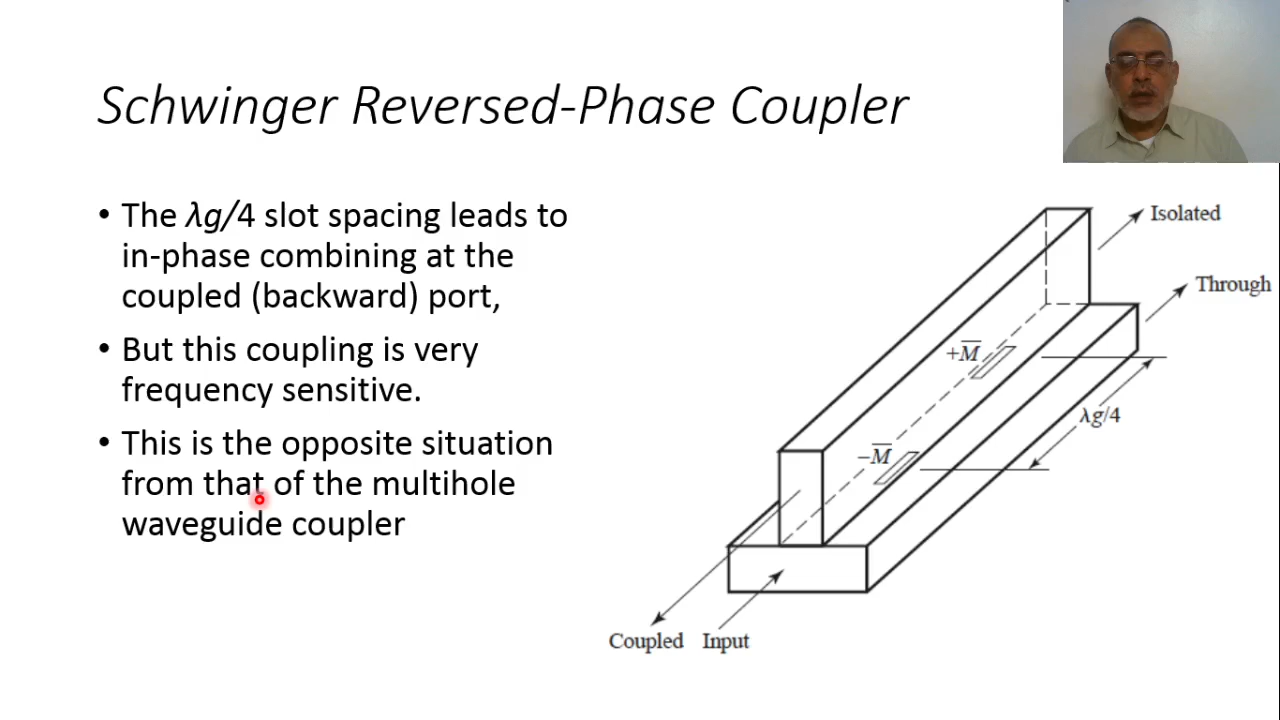 Schwinger Reversed-Phase Coupler
• The λg/4 slot spacing leads to
in-phase combining at the
coupled (backward) port,
• But this coupling is very
frequency sensitive.
• This is the opposite situation
from that of the multihole
waveguide coupler
Isolated
Through
+M̅
λg/4
−M̅
Coupled Input